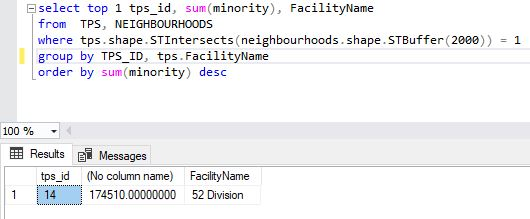 select top 1 tps_id, sum(minority), FacilityName
from  TPS, NEIGHBOURHOODS
where tps.shape.STIntersects(neighbourhoods.shape.STBuffer(2000)) = 1
group by TPS_ID, tps.FacilityName
order by sum(minority) desc
100 %
Results Messages
tps_id (No column name) FacilityName
1 14 174510.00000000 52 Division